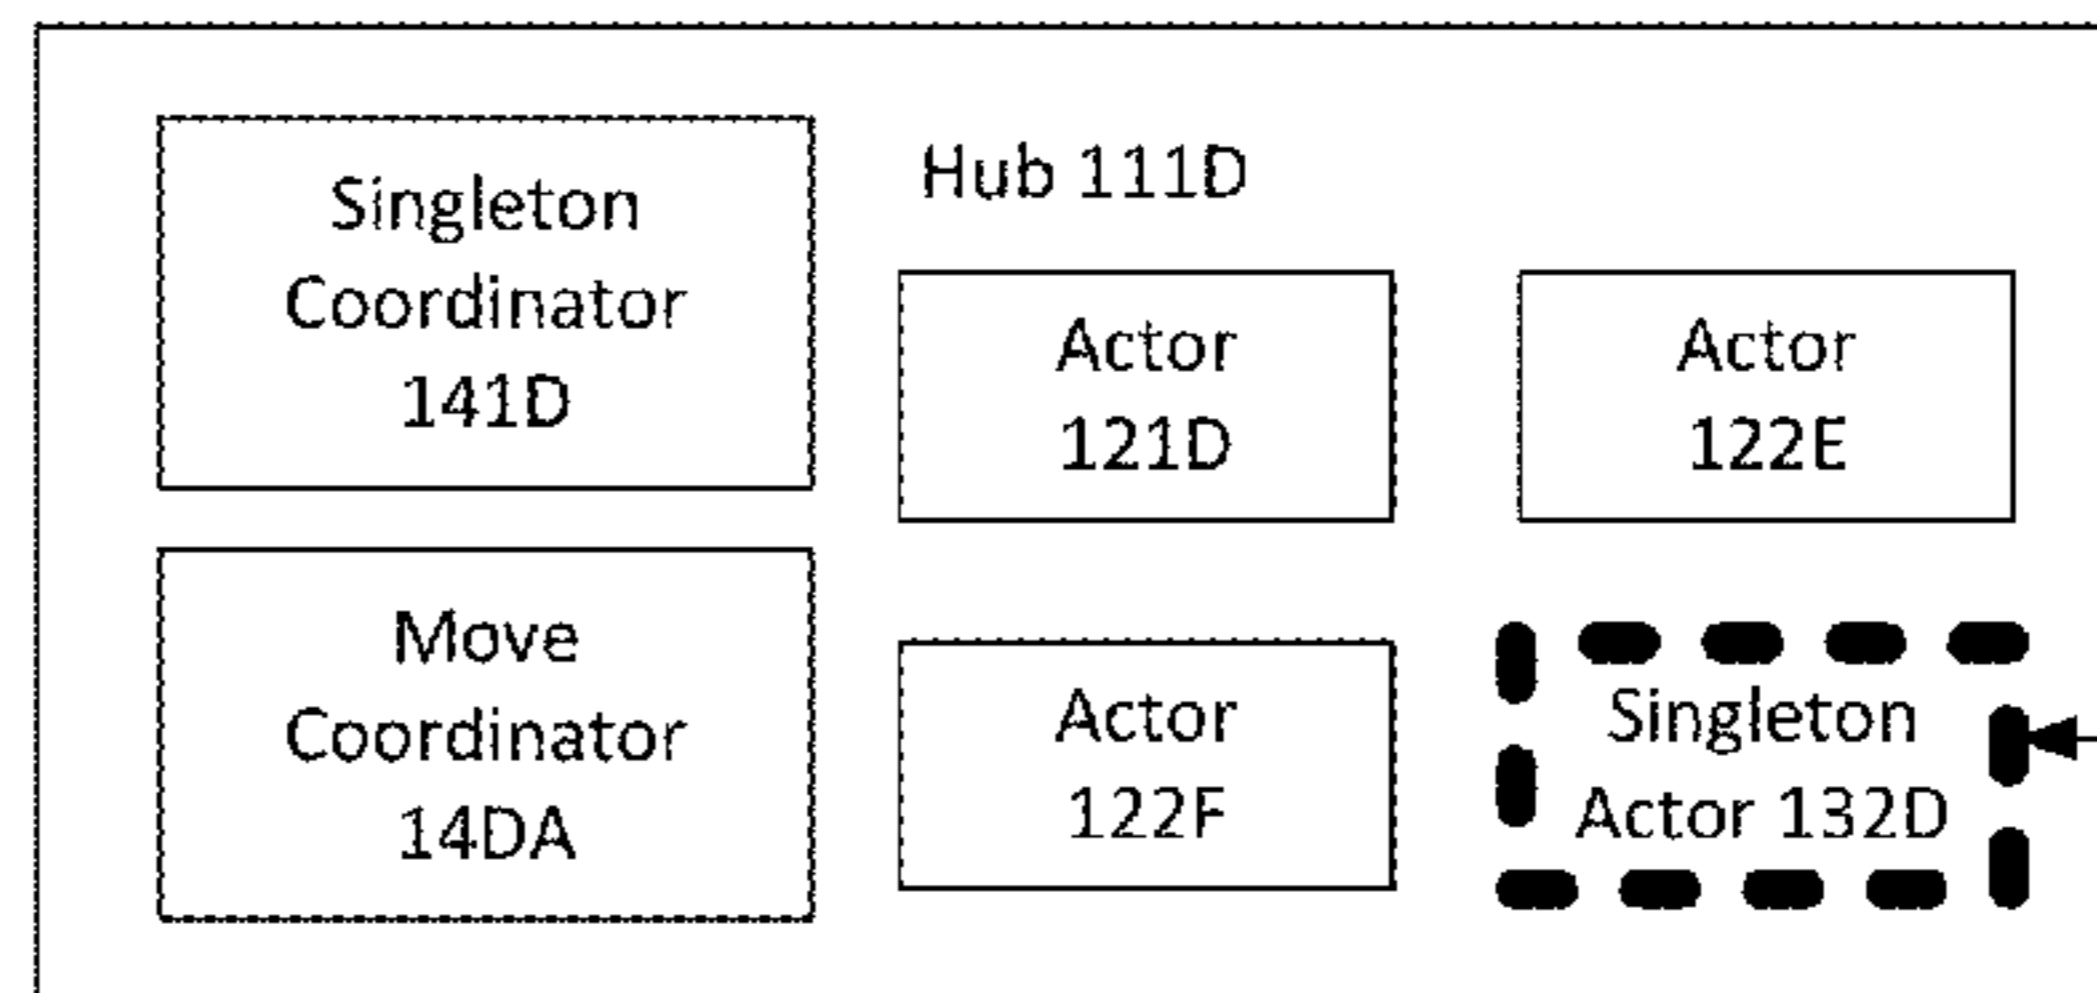 Singleton
Coordinator
141D
Hub 111D
Actor
121D
Actor
122E
Move
Coordinator
14DA
Actor
122F
Singleton
Actor 132D